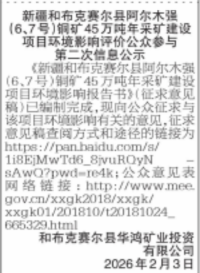 新疆和布克赛尔县阿尔木强
(6、7号)铜矿45万吨年采矿建设
项目环境影响评价公众参与
第二次信息公示
《新疆和布克赛尔县阿尔木强
(6、7号)铜矿45万吨年采矿建设
项目环境影响报告书》(征求意见
稿)已编制完成,现向公众征求与
该项目环境影响有关的意见,征求
意见稿查阅方式和途径的链接为
https://pan.baidu.com/s/
1i8EjMwTd6_8jvuRQyN-
sAwQ?pwd=re4k;公众意见表
网络链接:http://www.mee.
gov.cn/xxgk2018/xxgk/
xxgk01/201810/t20181024_
665329.html
和布克赛尔县华鸿矿业投资
有限公司
2026年2月3日